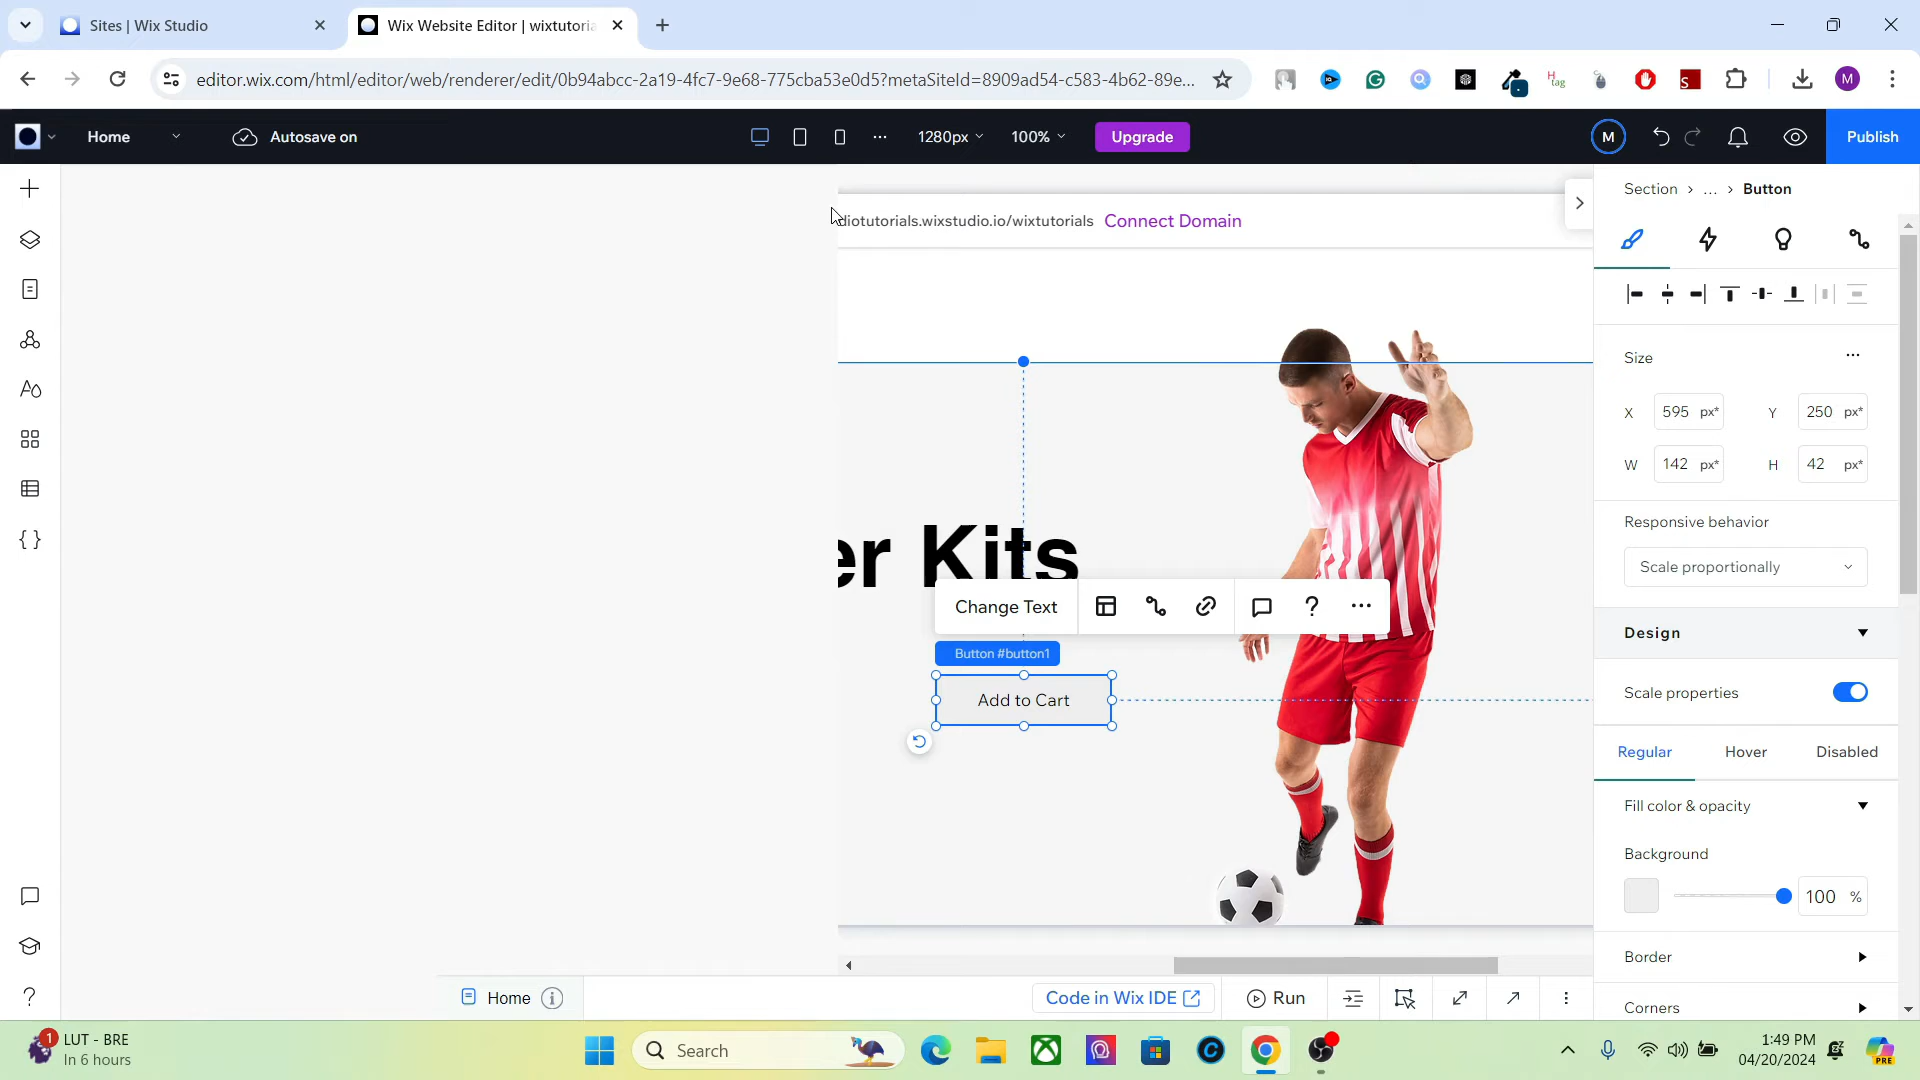 Sites | Wix Studio
Wix Website Editor | wixtutoria
editor.wix.com/html/editor/web/renderer/edit/0b94abcc-2a19-4fc7-9e68-775cba53e0d5?metaSiteId=8909ad54-c583-4b62-89e...
Home
Autosave on
1280px
100%
Upgrade
M
Publish
diotutorials.wixstudio.io/wixtutorials Connect Domain
Section > ... > Button
Size
X 595 px* Y 250 px*
W 142 px* H 42 px*
Responsive behavior
Scale proportionally
er Kits
Change Text
Button #button1
Add to Cart
Design
Scale properties
Regular Hover Disabled
Fill color & opacity
Background
100 %
Border
Corners
Home
Code in Wix IDE
Run
1
LUT - BRE
In 6 hours
Search
1:49 PM
04/20/2024
PRE